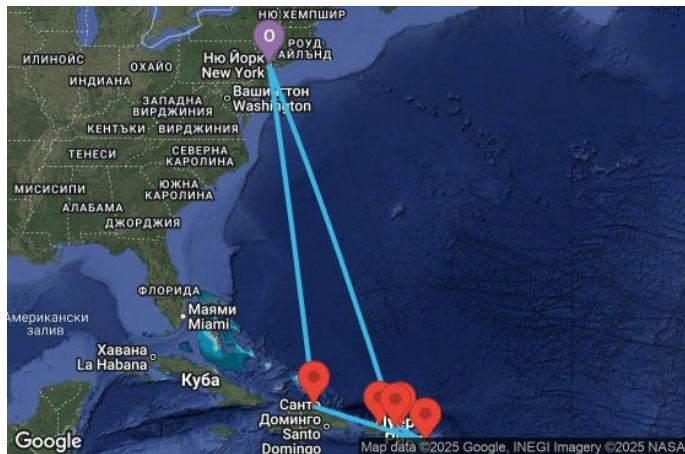 НЮ ХЕМПШИР
O
РОУД
АЙЛЪНД
Ню Йорк
New York
ИЛИНОЙС
ОХАЙО
ИНДИАНА
Вашингтон
Washington
ЗАПАДНА
ВИРДЖИНИЯ
КЕНТЪКИ
ВИРДЖИНИЯ
ТЕНЕСИ
СЕВЕРНА
КАРОЛИНА
МИСИСИПИ
ЮЖНА
КАРОЛИНА
АЛАБАМА
ДЖОРДЖИЯ
ФЛОРИДА
Маями
Miami
Американски
залив
Хавана
La Habana
Куба
Санто
Доминго
Santo
Domingo
Google
Map data ©2025 Google, INEGI Imagery ©2025 NASA